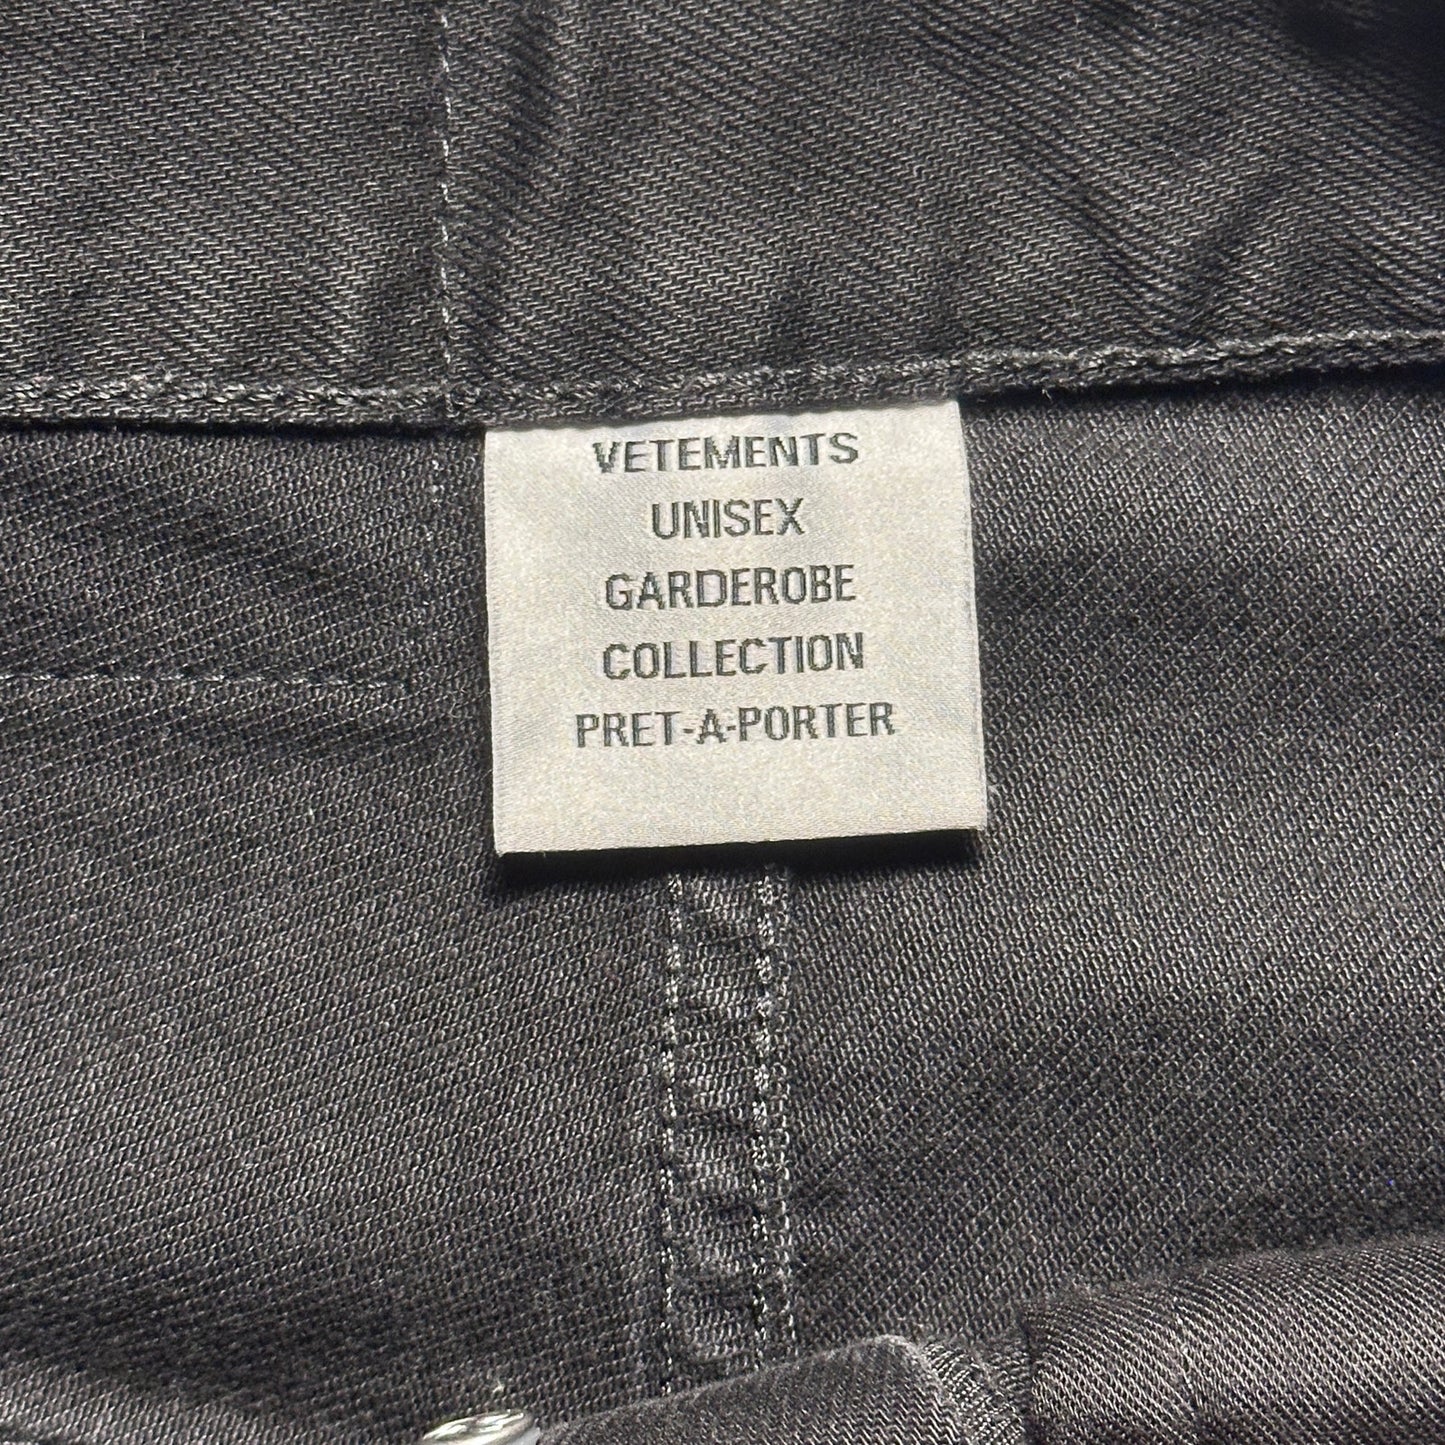 VETEMENTS
UNISEX
GARDEROBE
COLLECTION
PRET-A-PORTER